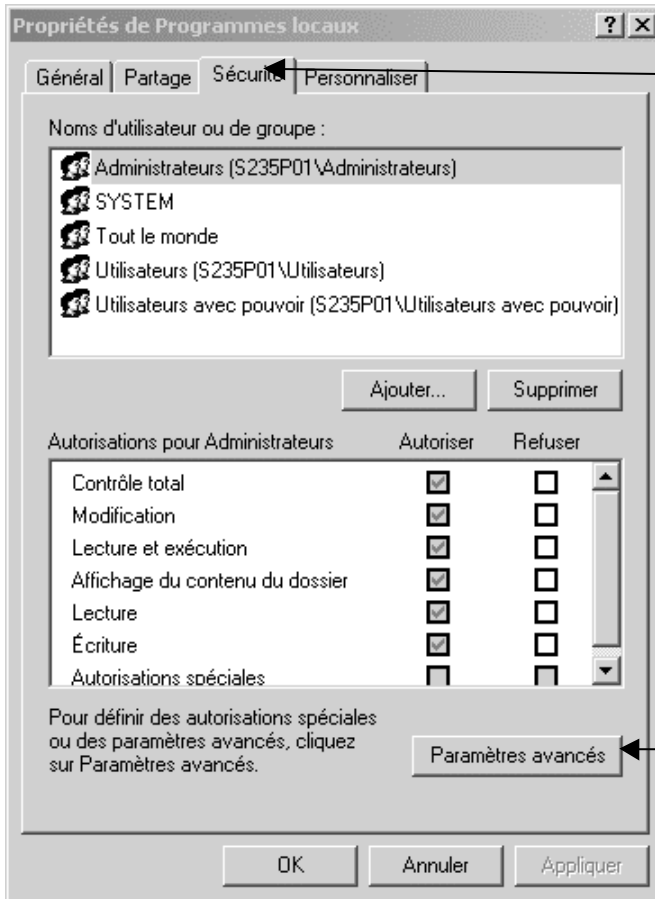 Propriétés de Programmes locaux
Général Partage Sécurité Personnaliser
Noms d'utilisateur ou de groupe :
Administrateurs (S235P01\Administrateurs)
SYSTEM
Tout le monde
Utilisateurs (S235P01\Utilisateurs)
Utilisateurs avec pouvoir (S235P01\Utilisateurs avec pouvoir)
Ajouter... Supprimer
Autorisations pour Administrateurs Autoriser Refuser
Contrôle total
Modification
Lecture et exécution
Affichage du contenu du dossier
Lecture
Écriture
Autorisations spéciales
Pour définir des autorisations spéciales
ou des paramètres avancés, cliquez
sur Paramètres avancés.
Paramètres avancés
OK Annuler Appliquer